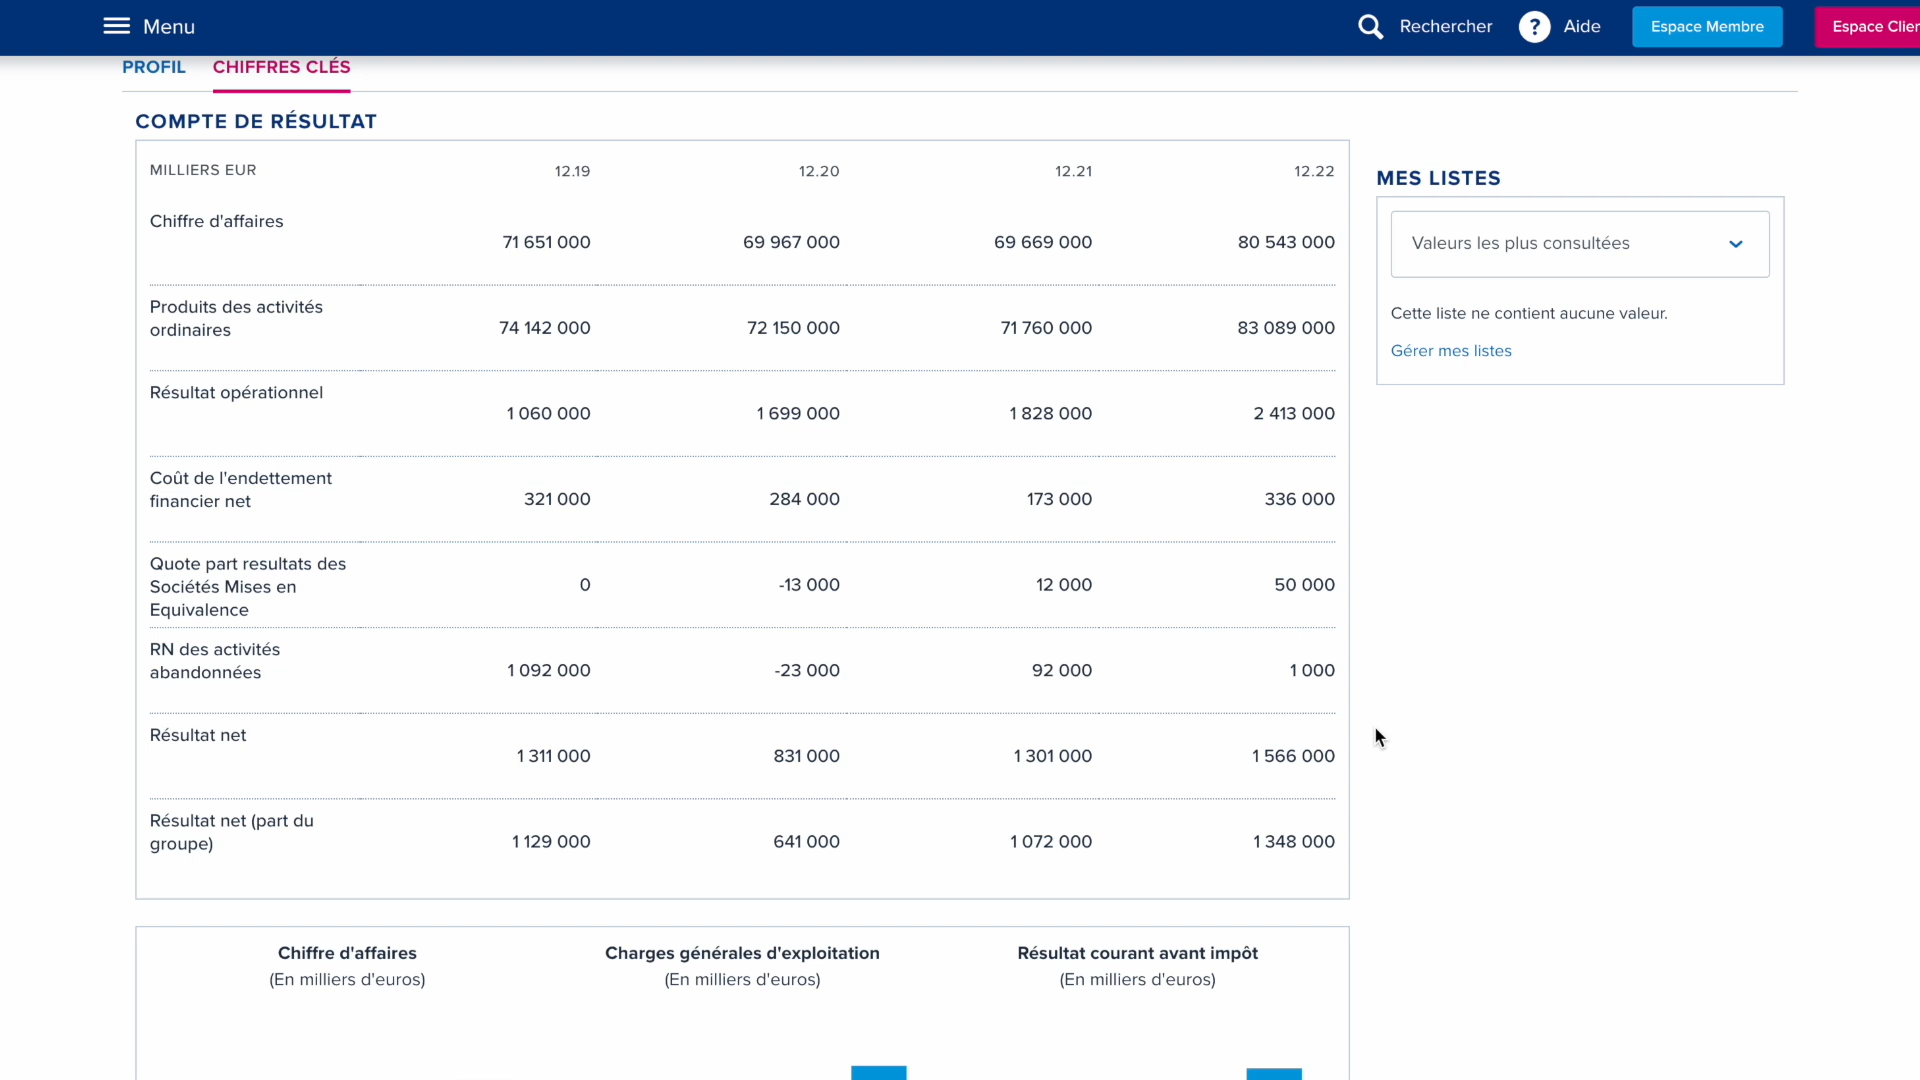 Menu
Rechercher
? Aide
Espace Membre
Espace Clier
PROFIL CHIFFRES CLÉS
COMPTE DE RÉSULTAT
MILLIERS EUR 12.19 12.20 12.21 12.22
Chiffre d'affaires
71 651 000 69 967 000 69 669 000 80 543 000
Produits des activités
ordinaires
74 142 000 72 150 000 71 760 000 83 089 000
Résultat opérationnel
1 060 000 1 699 000 1 828 000 2 413 000
Coût de l'endettement
financier net
321 000 284 000 173 000 336 000
Quote part resultats des
Sociétés Mises en
Equivalence
0 -13 000 12 000 50 000
RN des activités
abandonnées
1 092 000 -23 000 92 000 1 000
Résultat net
1 311 000 831 000 1 301 000 1 566 000
Résultat net (part du
groupe)
1 129 000 641 000 1 072 000 1 348 000
MES LISTES
Valeurs les plus consultées
Cette liste ne contient aucune valeur.
Gérer mes listes
Chiffre d'affaires
(En milliers d'euros)
Charges générales d'exploitation
(En milliers d'euros)
Résultat courant avant impôt
(En milliers d'euros)